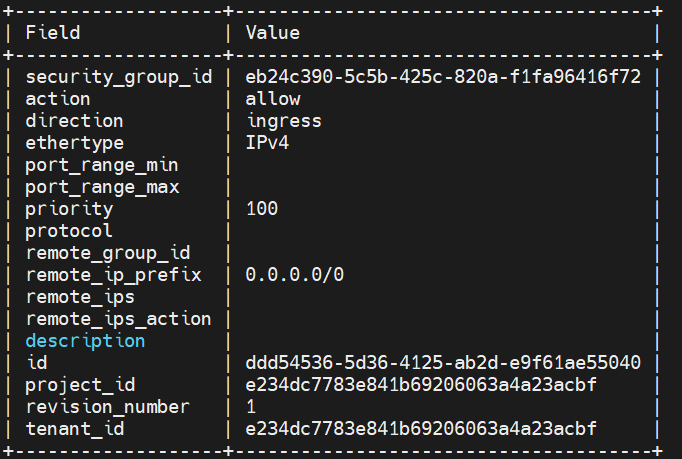 +-------------------+--------------------------------------+
| Field             | Value                                |
+-------------------+--------------------------------------+
| security_group_id | eb24c390-5c5b-425c-820a-f1fa96416f72 |
| action            | allow                                |
| direction         | ingress                              |
| ethertype         | IPv4                                 |
| port_range_min    |                                      |
| port_range_max    |                                      |
| priority          | 100                                  |
| protocol          |                                      |
| remote_group_id   |                                      |
| remote_ip_prefix  | 0.0.0.0/0                            |
| remote_ips        |                                      |
| remote_ips_action |                                      |
| description       |                                      |
| id                | ddd54536-5d36-4125-ab2d-e9f61ae55040 |
| project_id        | e234dc7783e841b69206063a4a23acbf     |
| revision_number   | 1                                    |
| tenant_id         | e234dc7783e841b69206063a4a23acbf     |
+-------------------+--------------------------------------+